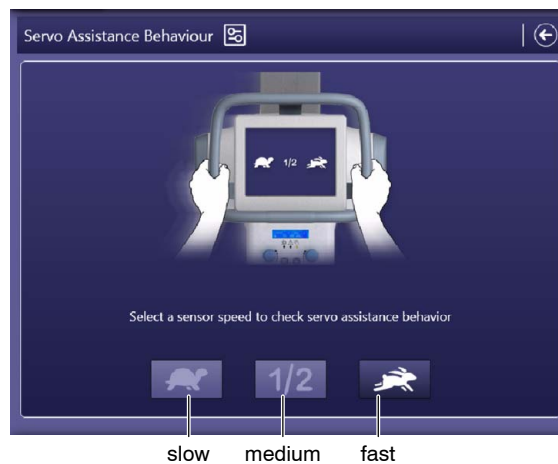 Servo Assistance Behaviour
1/2
Select a sensor speed to check servo assistance behavior
1/2
slow medium fast